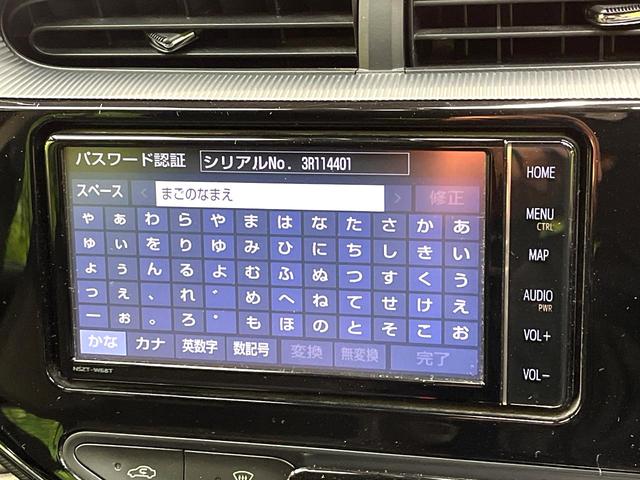 パスワード認証 シリアルNo. 3R114401
スペース < まごのなまえ > 修正
ゃ ぁ わ ら や ま は な た さ か あ
ゅ ぃ を り ゆ み ひ に ち し き い
ょ ぅ ん る よ む ふ ぬ つ す く う
っ ぇ 、 れ ゛ め へ ね て せ け え
ー ぉ 。 ろ ゜ も ほ の と そ こ お
かな カナ 英数字 数記号 変換 無変換 完了
NSZT-W68T
HOME
MENU
CTRL
MAP
AUDIO
PWR
VOL+
VOL-